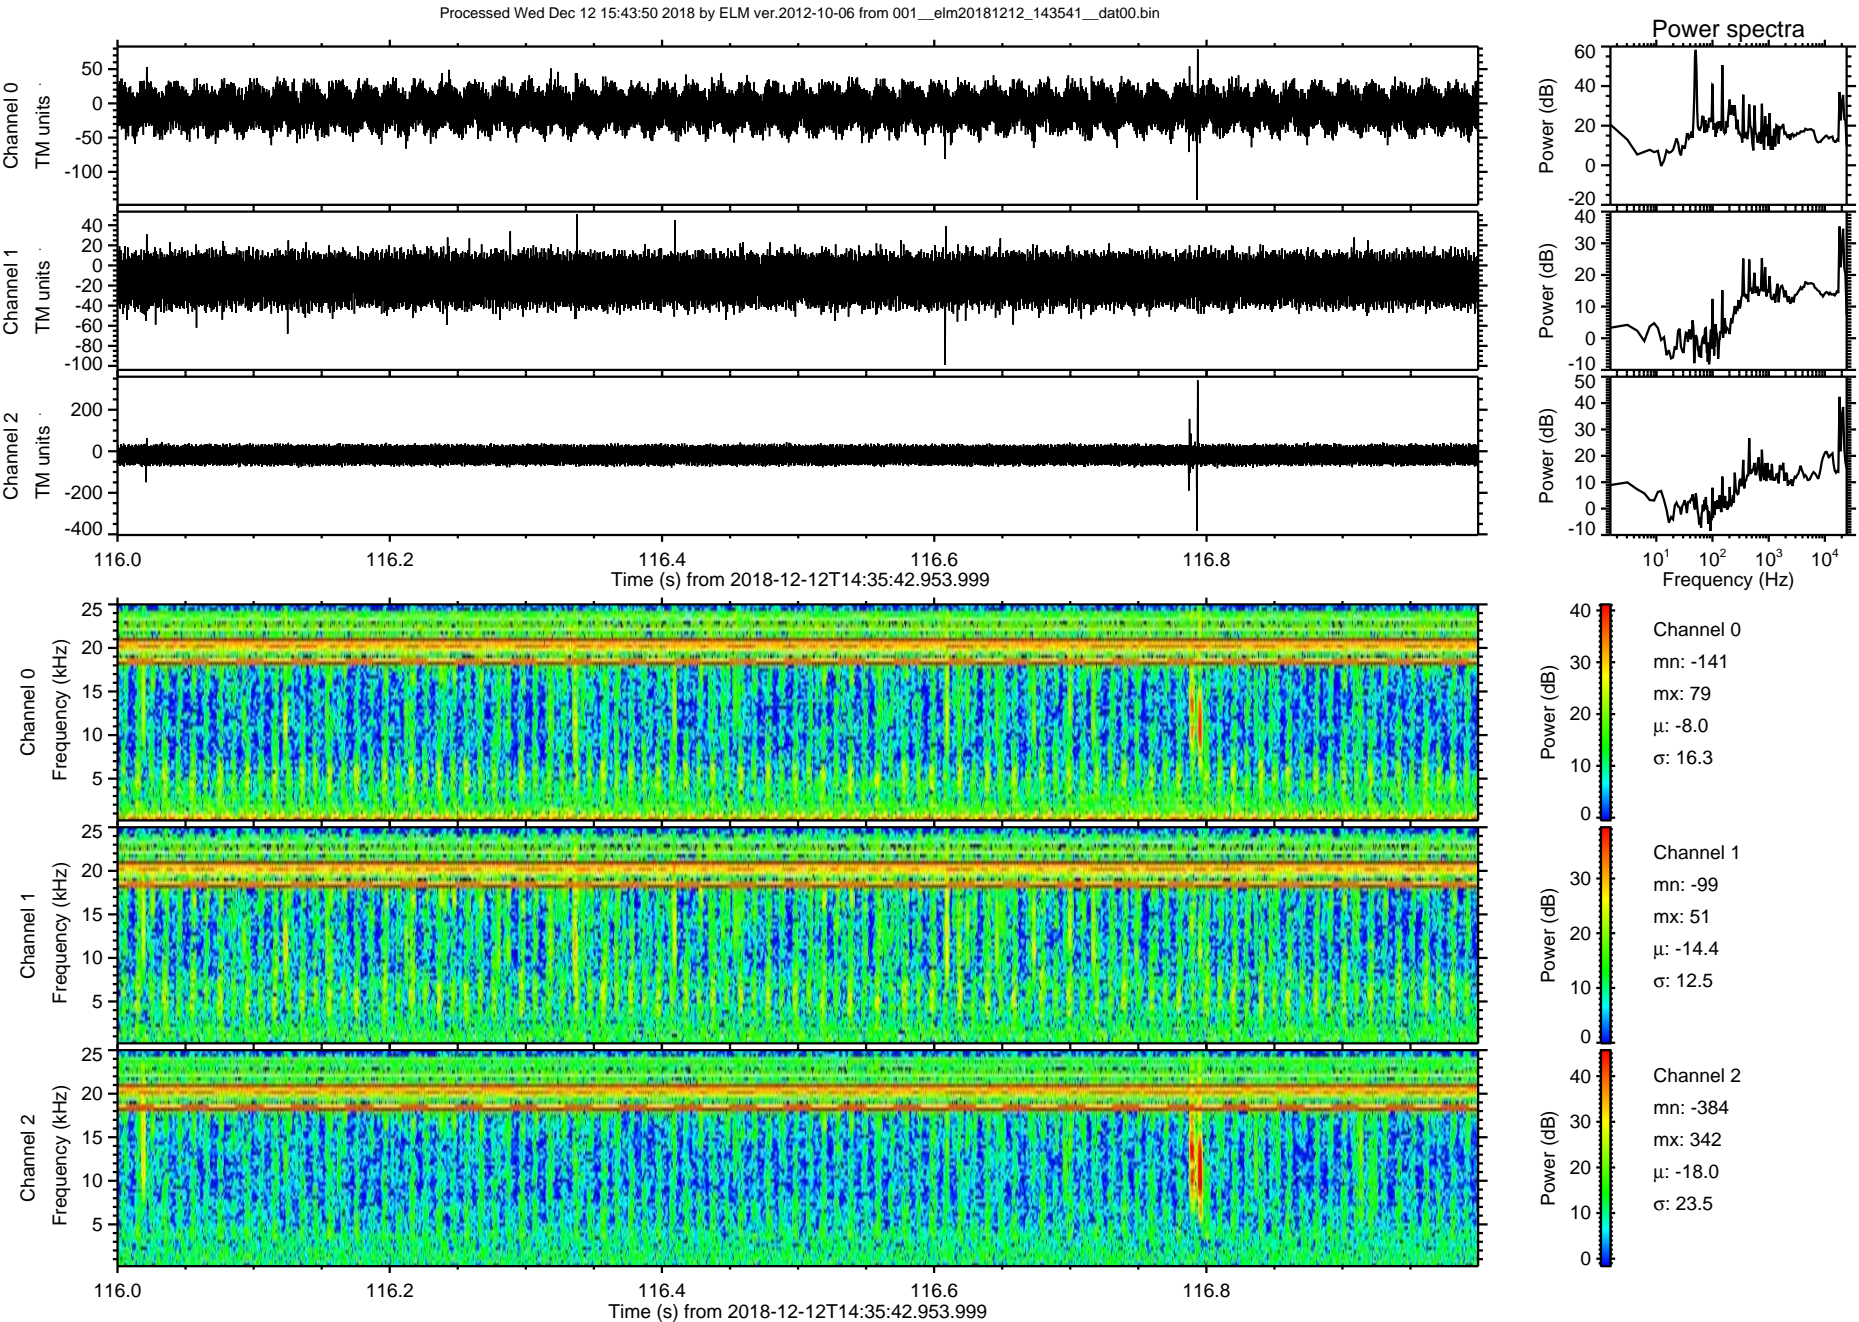 Processed Wed Dec 12 15:43:50 2018 by ELM ver.2012-10-06 from 001__elm20181212_143541__dat00.bin
Power spectra
Channel 0
TM units
50
0
-50
-100
Power (dB)
60
40
20
0
-20
Channel 1
TM units
40
20
0
-20
-40
-60
-80
-100
Power (dB)
40
30
20
10
0
-10
Channel 2
TM units
200
0
-200
-400
Power (dB)
50
40
30
20
10
0
-10
116.0 116.2 116.4 116.6 116.8
Time (s) from 2018-12-12T14:35:42.953.999
10¹ 10² 10³ 10⁴
Frequency (Hz)
Channel 0
Frequency (kHz)
25
20
15
10
5
Power (dB)
40
30
20
10
0
Channel 0
mn: -141
mx: 79
μ: -8.0
σ: 16.3
Channel 1
Frequency (kHz)
25
20
15
10
5
Power (dB)
30
20
10
0
Channel 1
mn: -99
mx: 51
μ: -14.4
σ: 12.5
Channel 2
Frequency (kHz)
25
20
15
10
5
Power (dB)
40
30
20
10
0
Channel 2
mn: -384
mx: 342
μ: -18.0
σ: 23.5
116.0 116.2 116.4 116.6 116.8
Time (s) from 2018-12-12T14:35:42.953.999